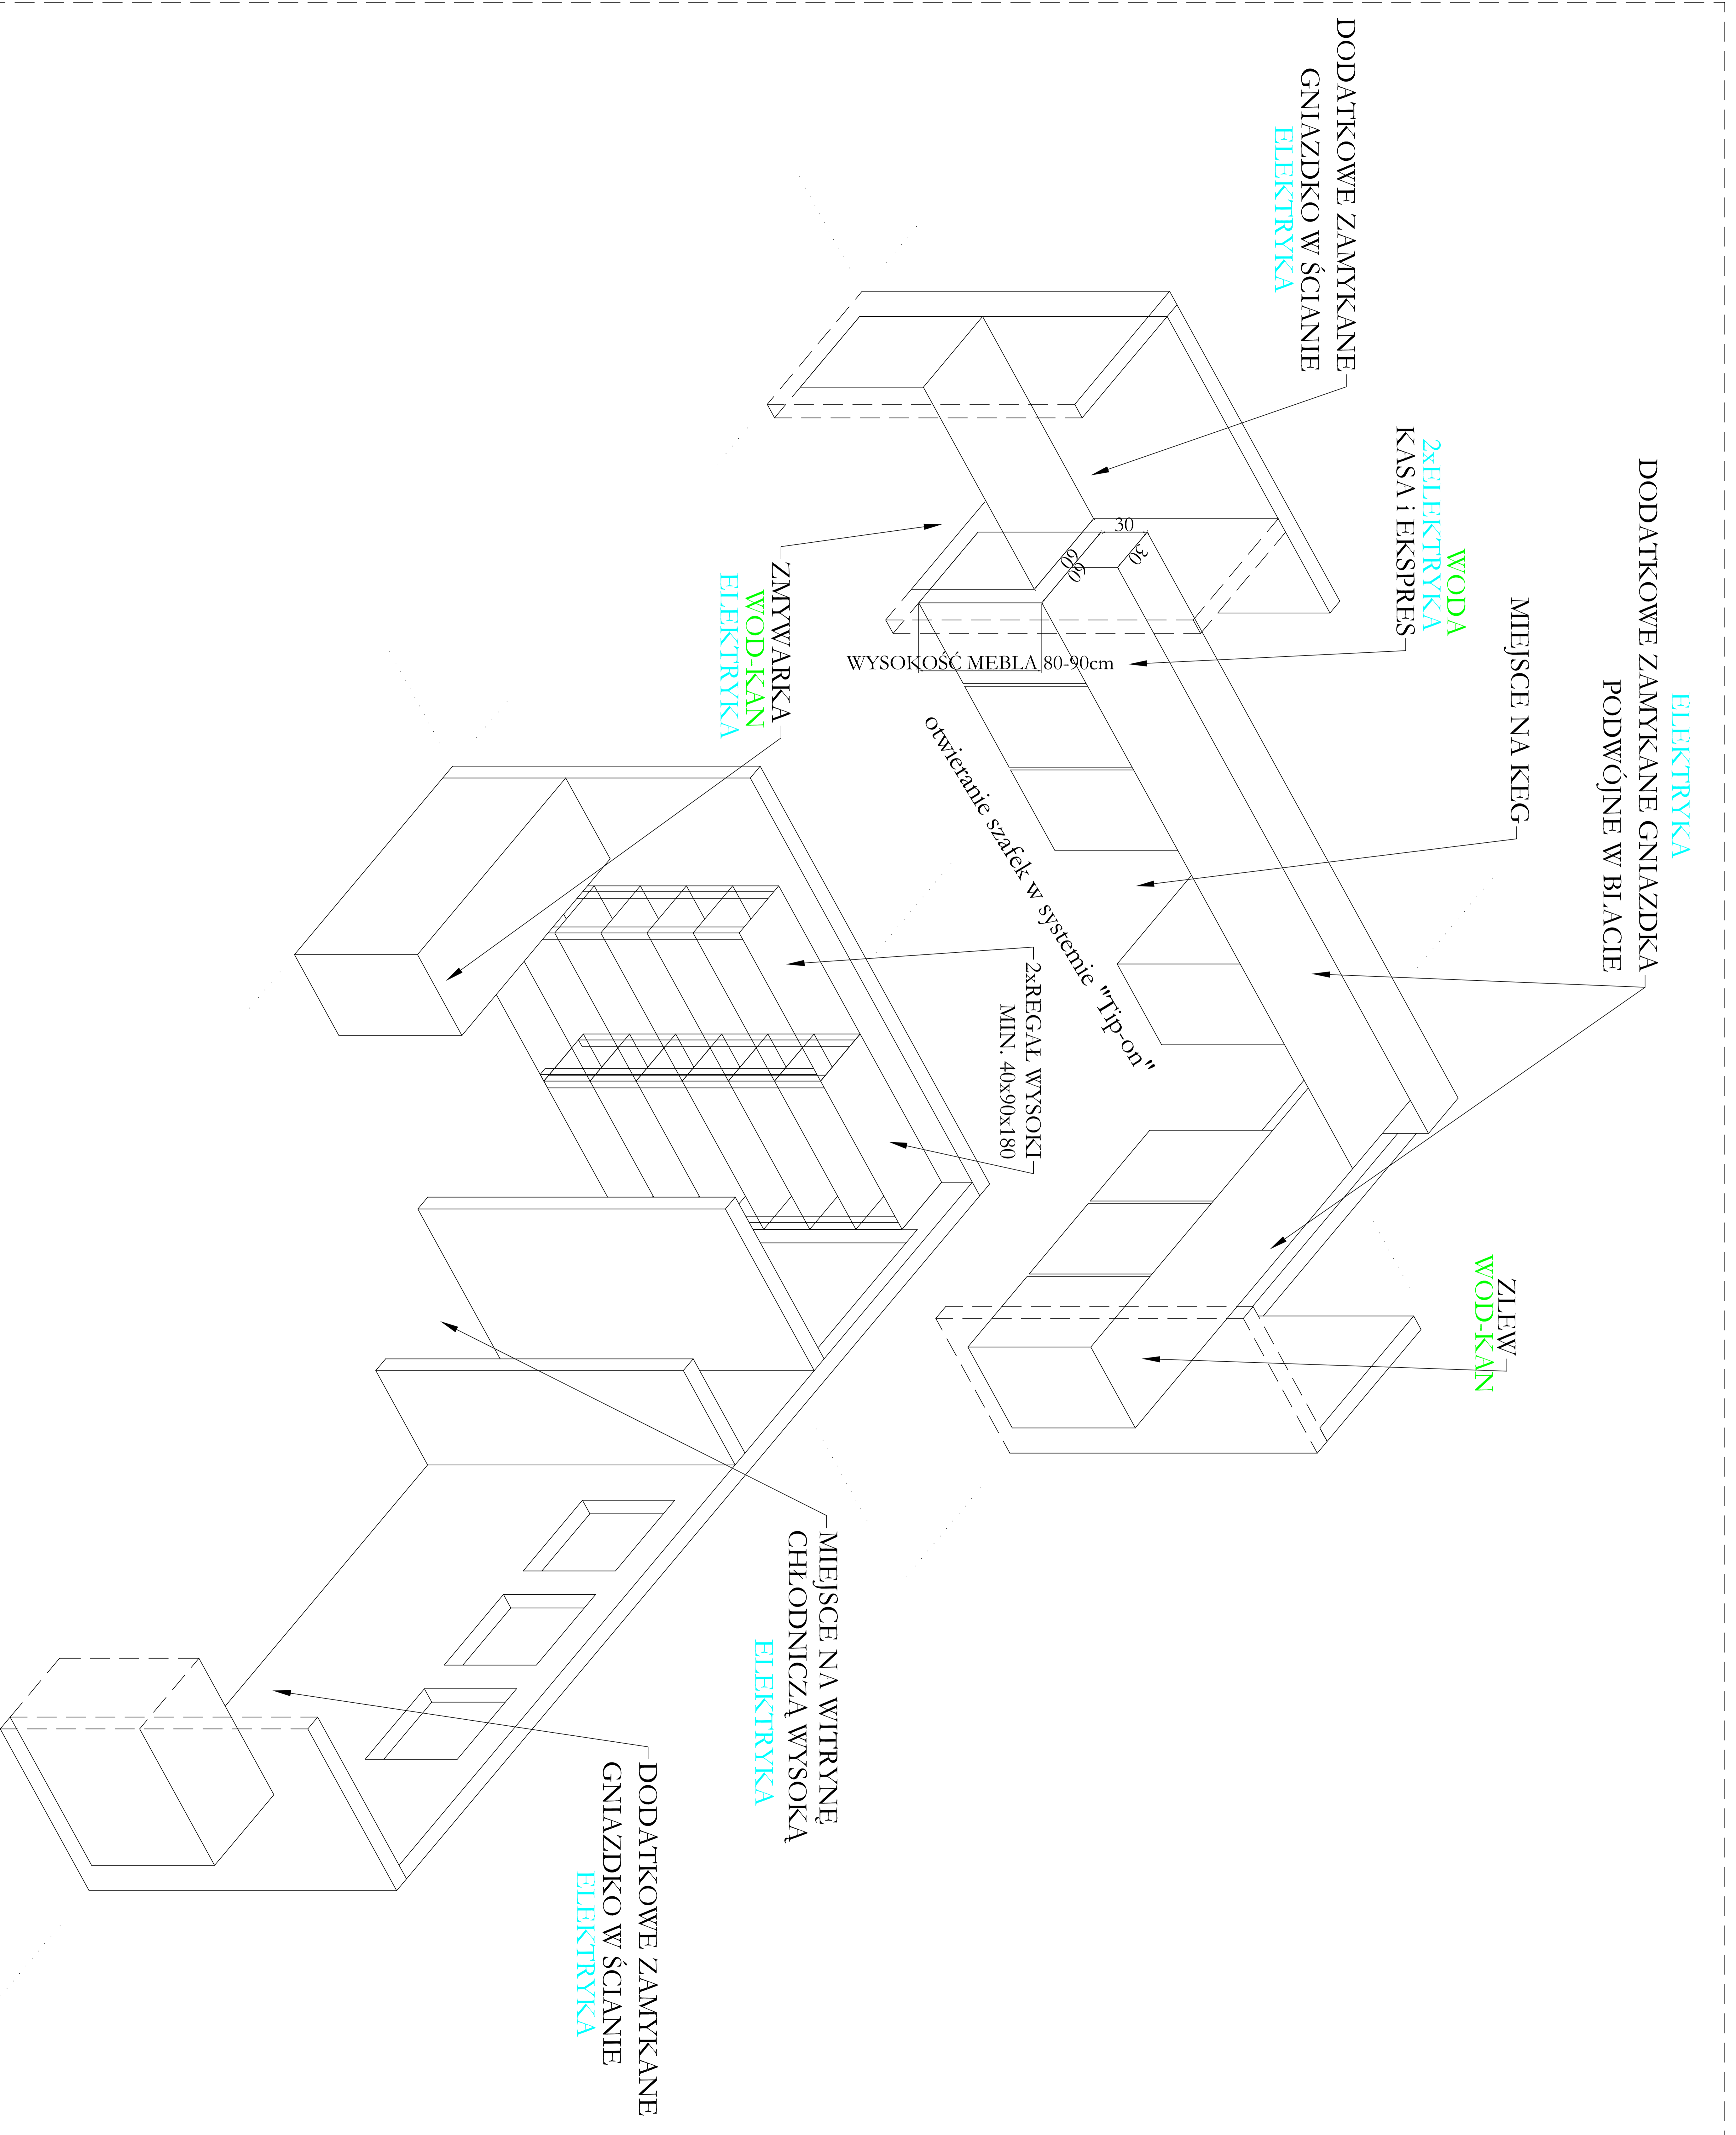 ELEKTRYKA
DODATKOWE ZAMYKANE GNIAZDKA
PODWÓJNE W BLACIE
MIEJSCE NA KEG
WODA
2xELEKTRYKA
KASA i EKSPRES
DODATKOWE ZAMYKANE
GNIAZDKO W ŚCIANIE
ELEKTRYKA
ZLEW
WOD-KAN
30
30
60
90
WYSOKOŚĆ MEBLA 80-90cm
otwieranie szafek w systemie "Tip-on"
2xREGAŁ WYSOKI
MIN. 40x90x180
ZMYWARKA
WOD-KAN
ELEKTRYKA
MIEJSCE NA WITRYNĘ
CHŁODNICZĄ WYSOKĄ
ELEKTRYKA
DODATKOWE ZAMYKANE
GNIAZDKO W ŚCIANIE
ELEKTRYKA